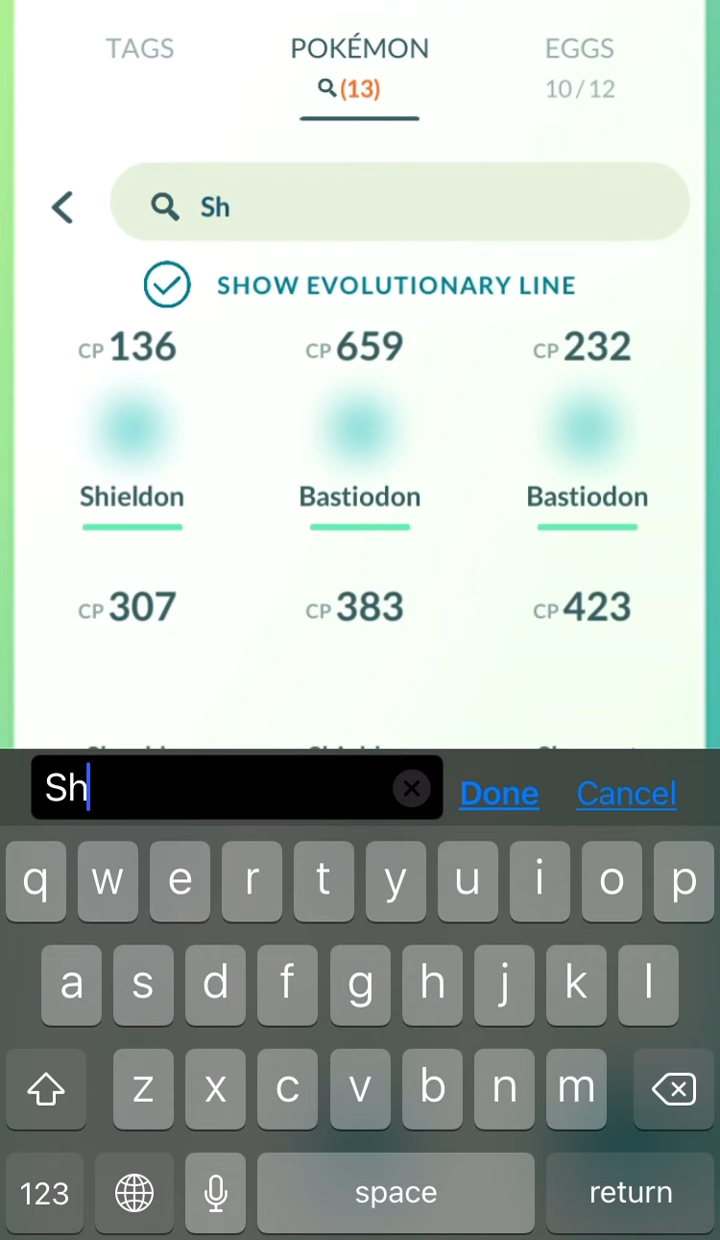 TAGS POKÉMON EGGS
(13) 10 / 12
Sh
SHOW EVOLUTIONARY LINE
CP 136 CP 659 CP 232
Shieldon Bastiodon Bastiodon
CP 307 CP 383 CP 423
Sh Done Cancel
q w e r t y u i o p
a s d f g h j k l
z x c v b n m
123 space return